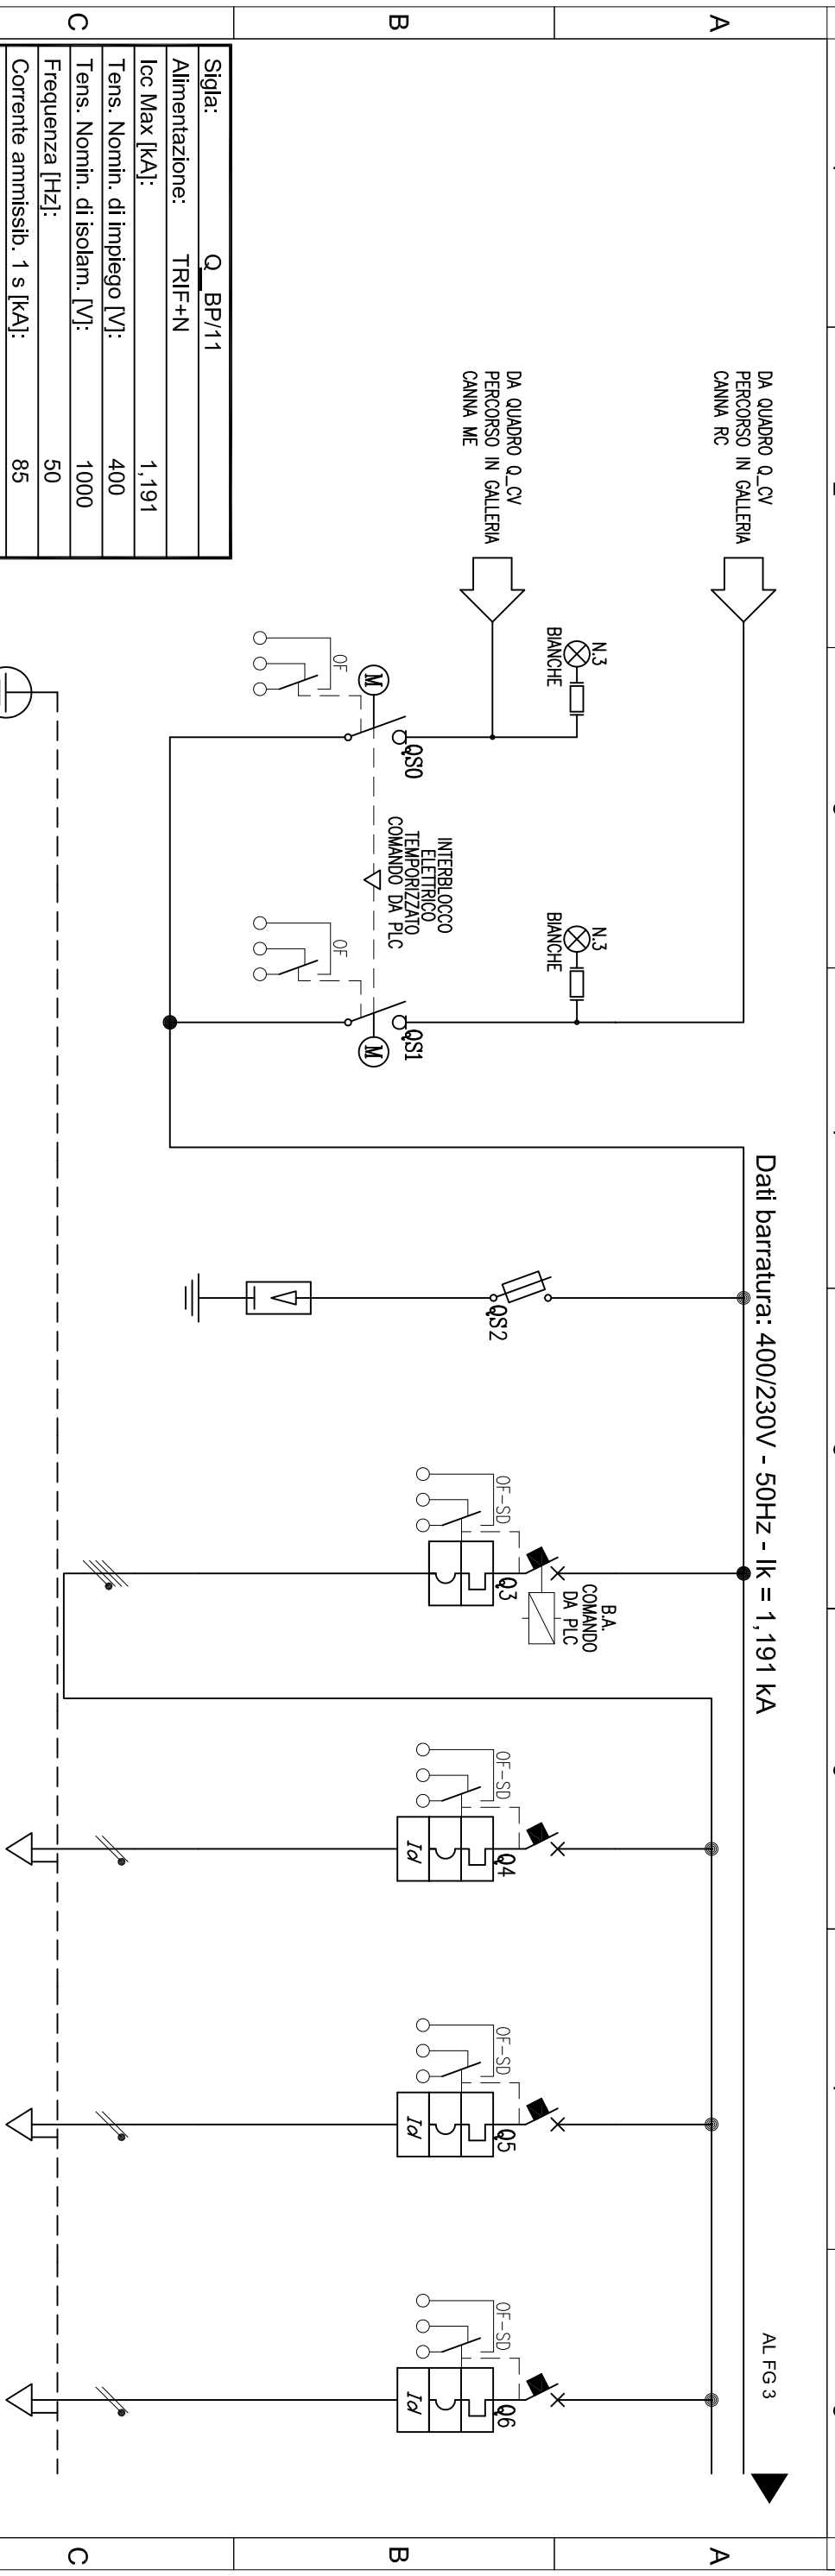 A
B
C
A
B
C
DA QUADRO Q_CV
PERCORSO IN GALLERIA
CANNA RC
DA QUADRO Q_CV
PERCORSO IN GALLERIA
CANNA ME
Dati barratura: 400/230V - 50Hz - Ik = 1,191 kA
AL FG 3
N.3
BIANCHE
N.3
BIANCHE
QS0
QS1
M
M
OF
OF
INTERBLOCCO
ELETTRICO
TEMPORIZZATO
COMANDO DA PLC
QS2
B.A.
COMANDO
DA PLC
Q3
OF-SD
Q4
OF-SD
Id
Q5
OF-SD
Id
Q6
OF-SD
Id
Sigla: Q_BP/11
Alimentazione: TRIF+N
Icc Max [kA]: 1,191
Tens. Nomin. di impiego [V]: 400
Tens. Nomin. di isolam. [V]: 1000
Frequenza [Hz]: 50
Corrente ammissib. 1 s [kA]: 85